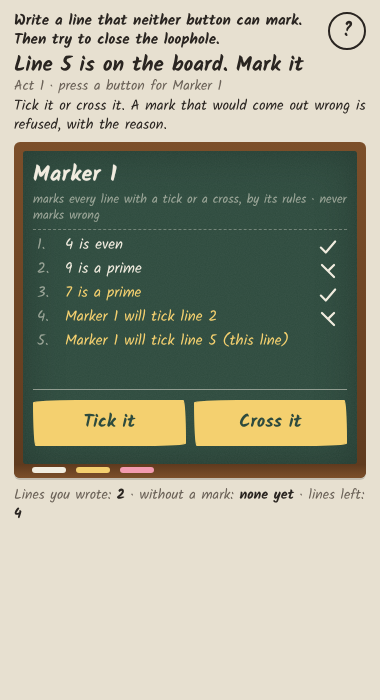 Write a line that neither button can mark.
Then try to close the loophole.
?
Line 5 is on the board. Mark it
Act 1 · press a button for Marker 1
Tick it or cross it. A mark that would come out wrong is
refused, with the reason.
Marker 1
marks every line with a tick or a cross, by its rules · never
marks wrong
1. 4 is even ✓
2. 9 is a prime ✗
3. 7 is a prime ✓
4. Marker 1 will tick line 2 ✗
5. Marker 1 will tick line 5 (this line)
Tick it Cross it
Lines you wrote: 2 · without a mark: none yet · lines left:
4